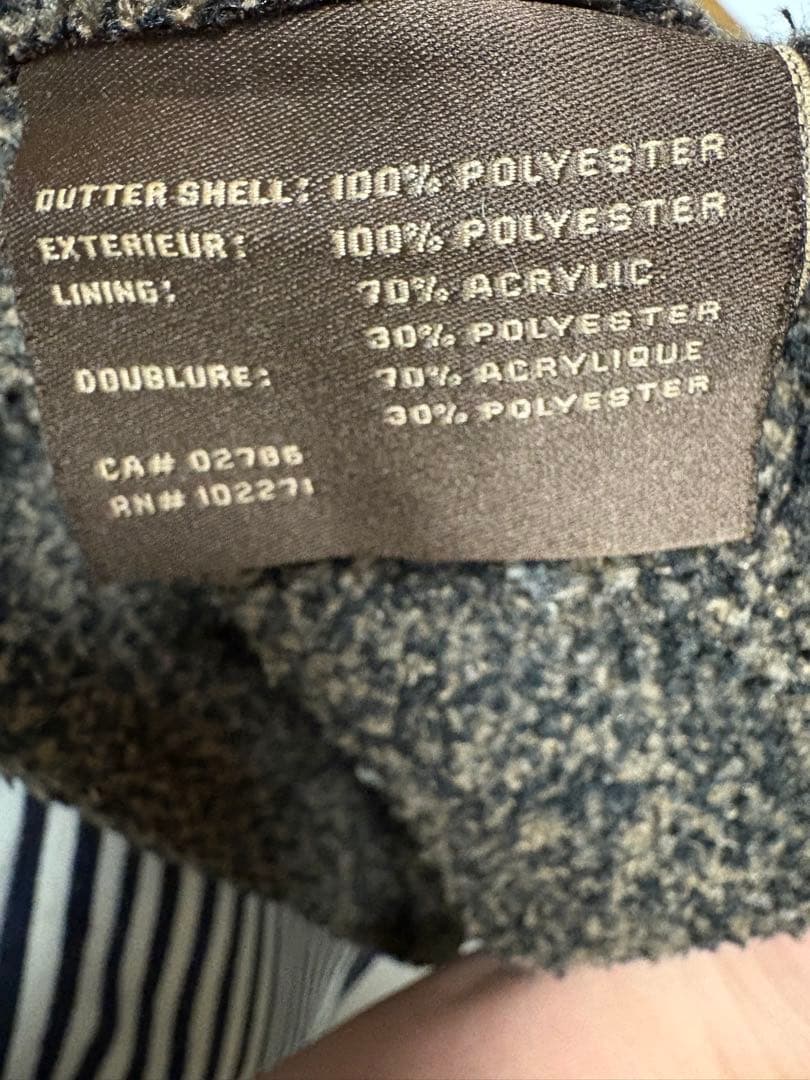 OUTTER SHELL: 100% POLYESTER
EXTERIEUR: 100% POLYESTER
LINING: 70% ACRYLIC
30% POLYESTER
DOUBLURE: 70% ACRYLIQUE
30% POLYESTER
CA# 02786
RN# 102271